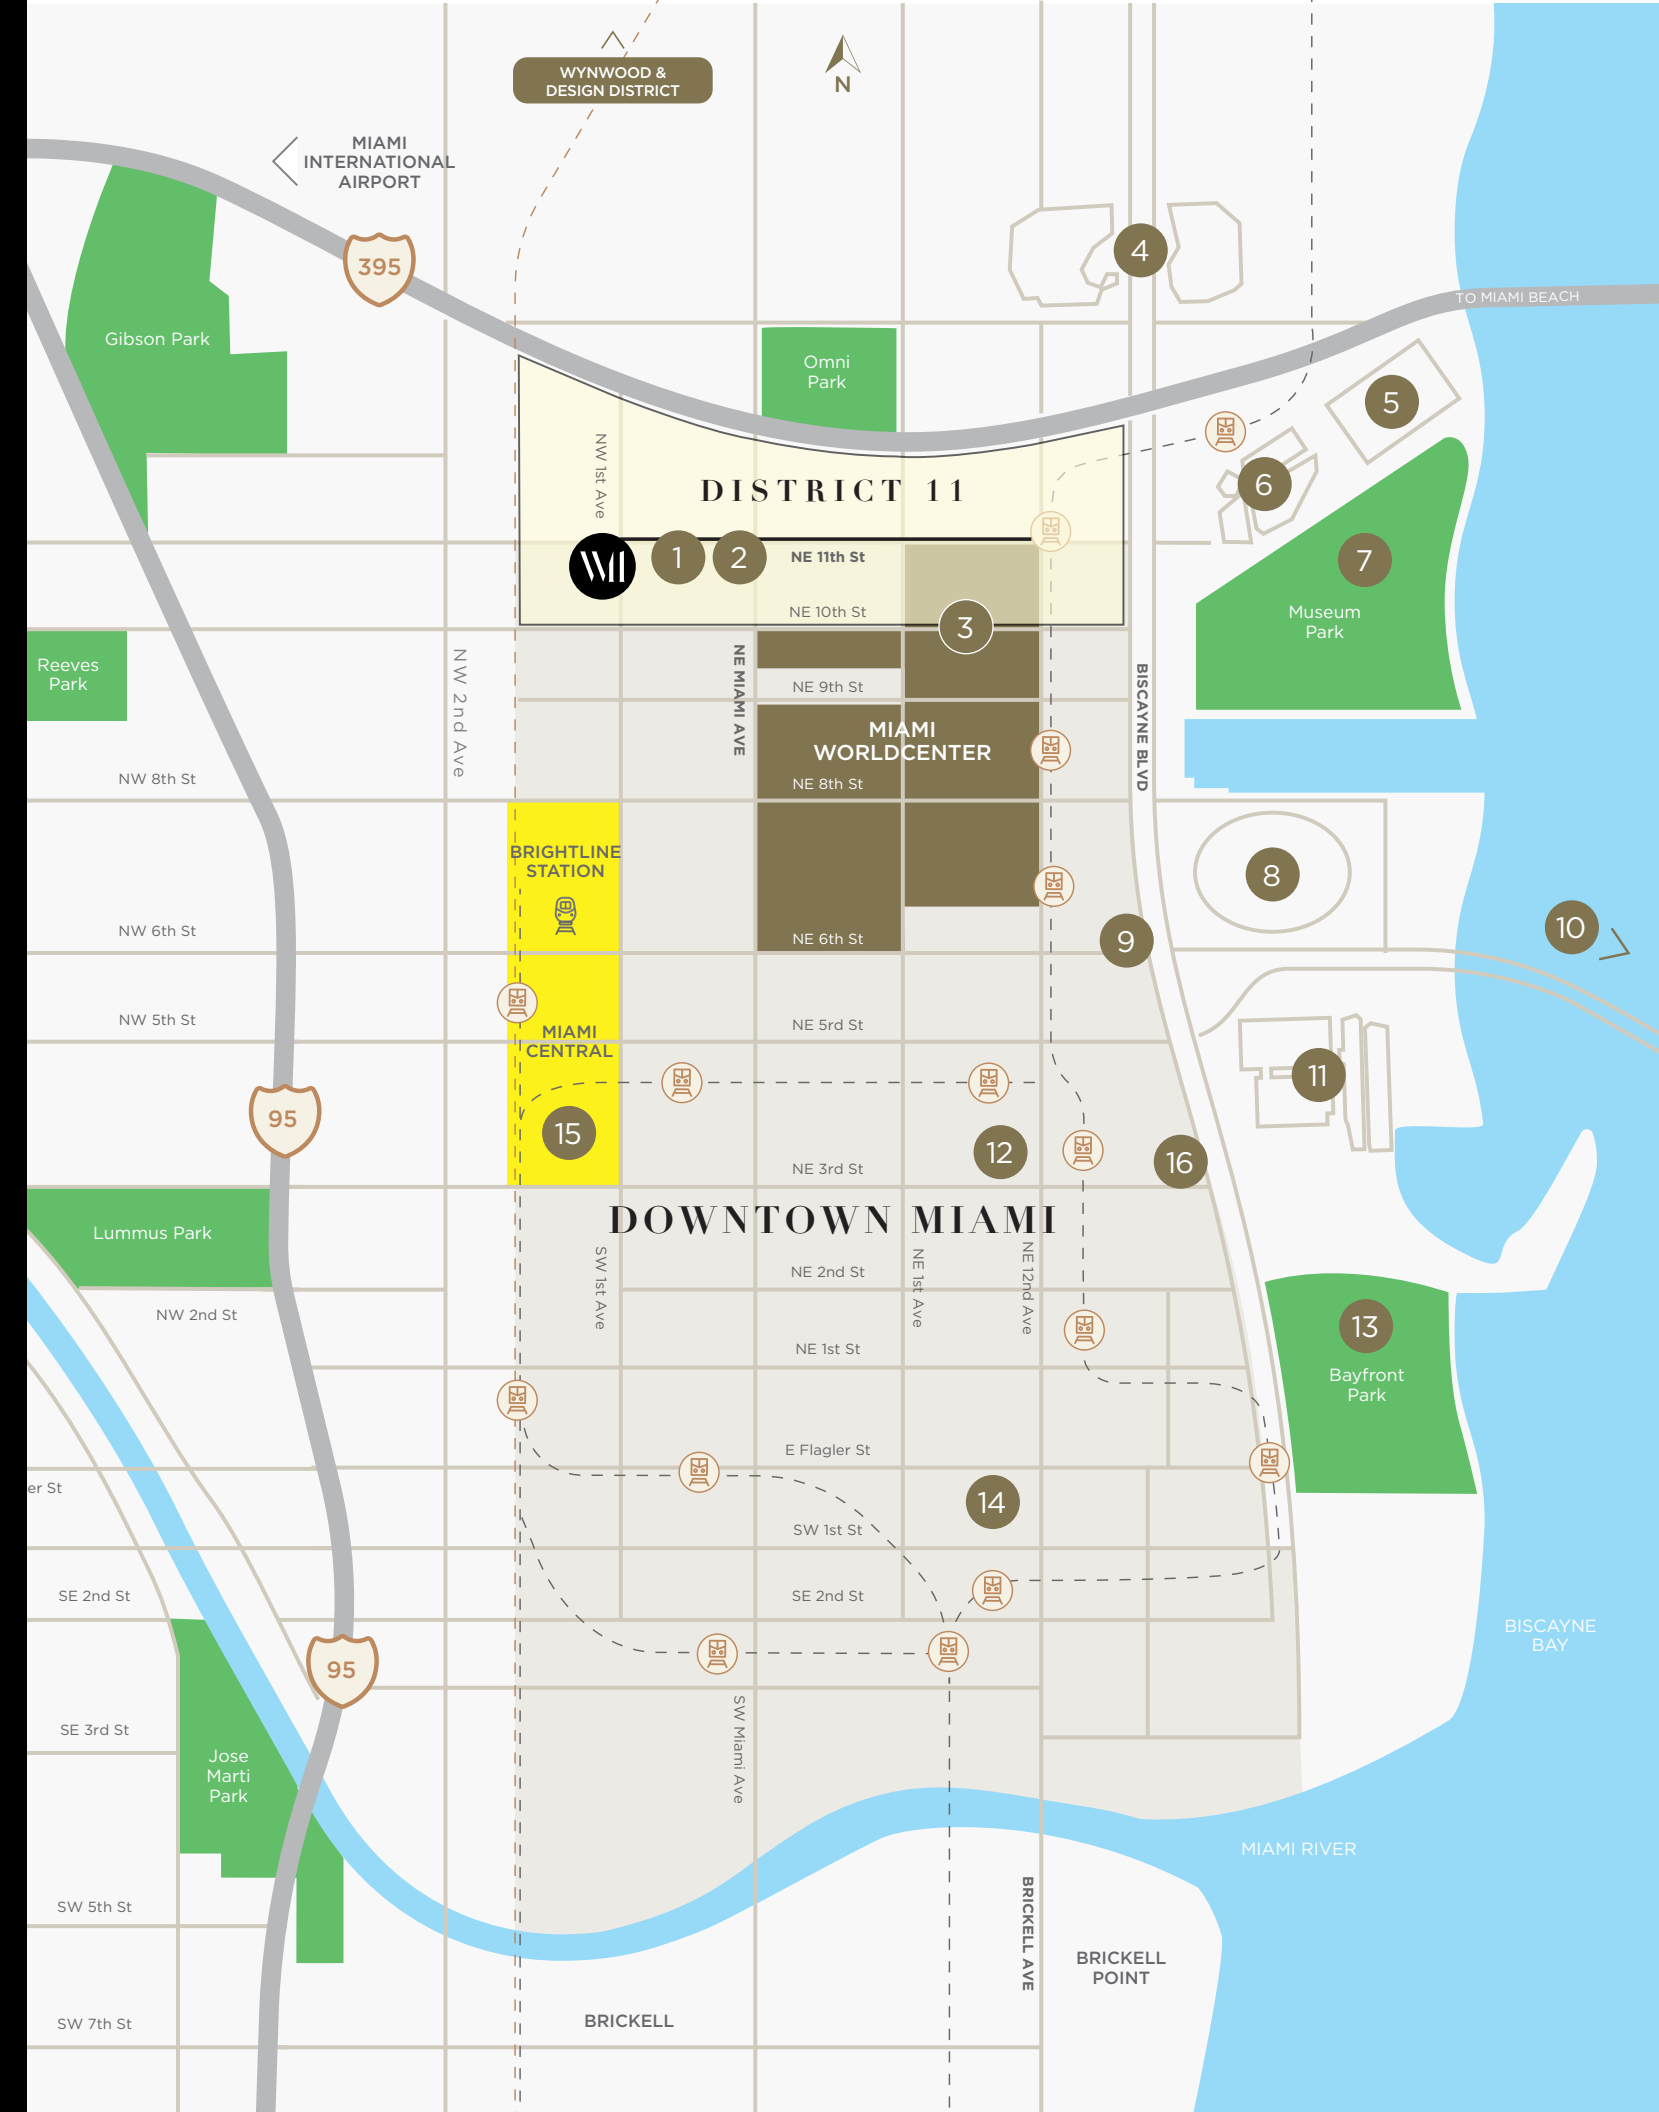 WYNWOOD &
DESIGN DISTRICT
N
MIAMI
INTERNATIONAL
AIRPORT
4
395
TO MIAMI BEACH
Gibson Park
Omni
Park
5
NW 1st Ave
DISTRICT 11
6
W11
1
2
NE 11th St
7
NE 10th St
3
Museum
Park
Reeves
Park
NW 2nd Ave
NE MIAMI AVE
NE 9th St
BISCAYNE BLVD
MIAMI
WORLDCENTER
NW 8th St
NE 8th St
BRIGHTLINE
STATION
8
NW 6th St
NE 6th St
9
10
NW 5th St
MIAMI
CENTRAL
NE 5rd St
95
11
15
12
16
NE 3rd St
Lummus Park
DOWNTOWN MIAMI
SW 1st Ave
NE 1st Ave
NE 12nd Ave
NE 2nd St
NW 2nd St
13
NE 1st St
Bayfront
Park
E Flagler St
er St
14
SW 1st St
SE 2nd St
SE 2nd St
BISCAYNE
BAY
95
SE 3rd St
SW Miami Ave
Jose
Marti
Park
MIAMI RIVER
SW 5th St
BRICKELL AVE
BRICKELL
POINT
SW 7th St
BRICKELL